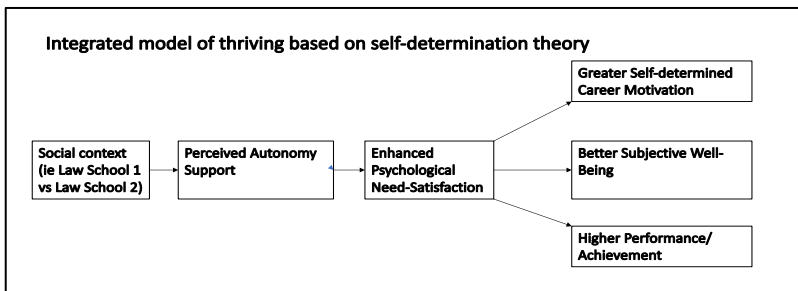 Integrated model of thriving based on self-determination theory
Social context
(ie Law School 1
vs Law School 2)
Perceived Autonomy
Support
Enhanced
Psychological
Need-Satisfaction
Greater Self-determined
Career Motivation
Better Subjective Well-
Being
Higher Performance/
Achievement